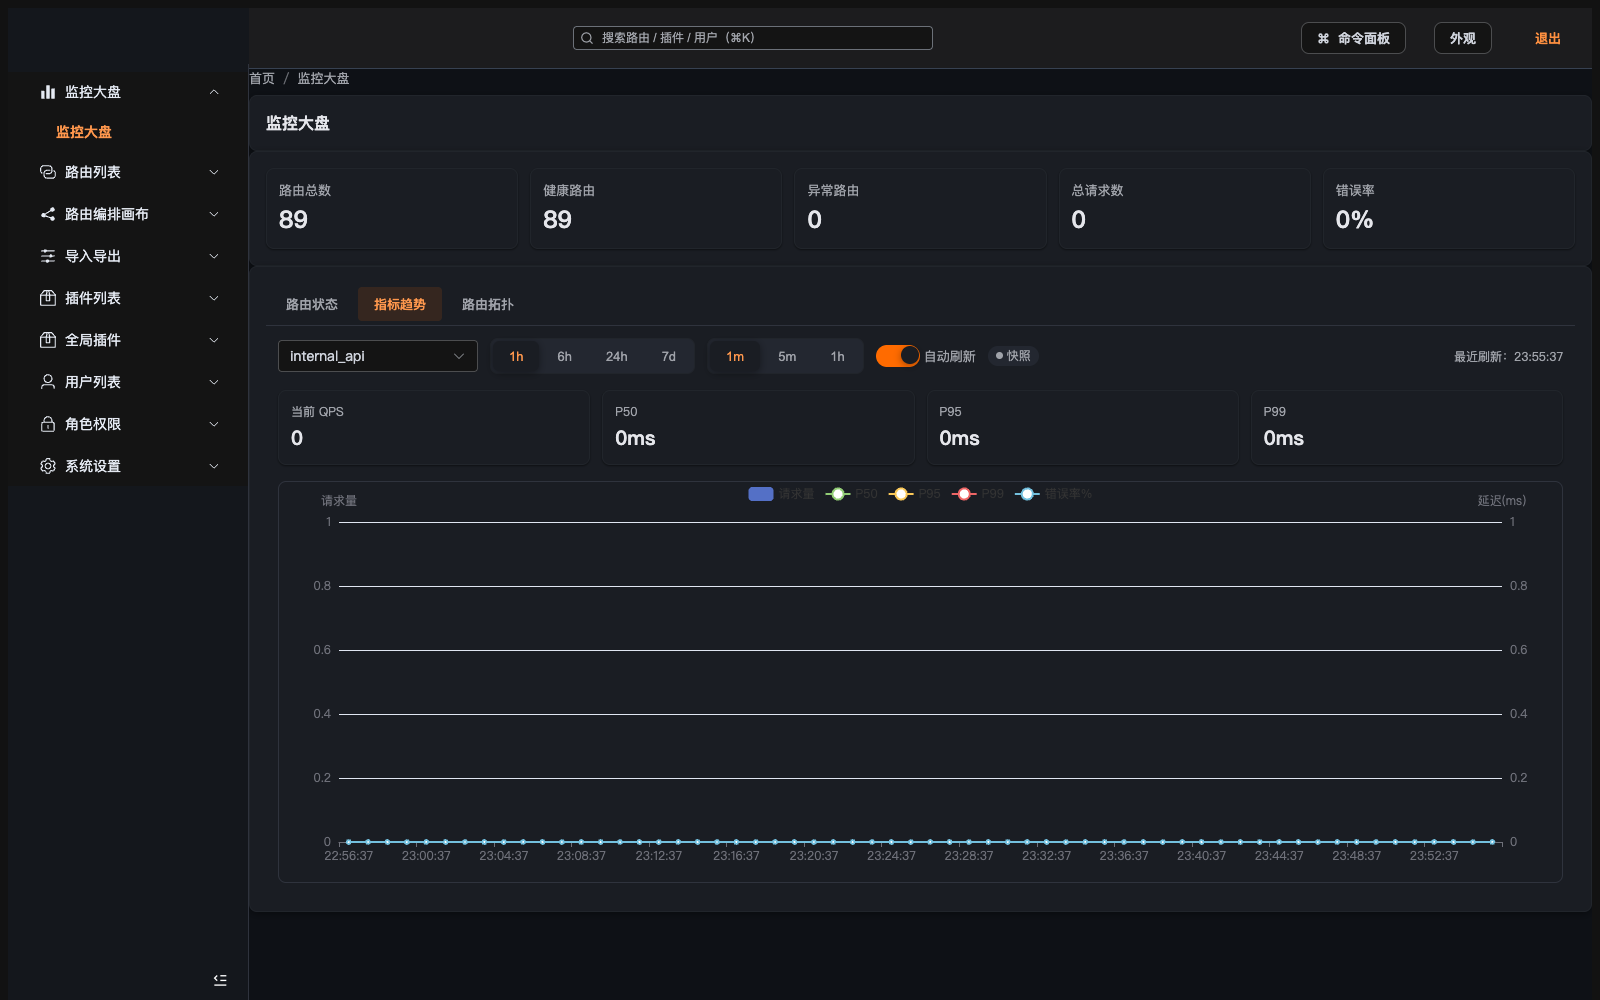 搜索路由 / 插件 / 用户（⌘K）
⌘ 命令面板
外观
退出
监控大盘
监控大盘
路由列表
路由编排画布
导入导出
插件列表
全局插件
用户列表
角色权限
系统设置
首页 / 监控大盘
监控大盘
路由总数
89
健康路由
89
异常路由
0
总请求数
0
错误率
0%
路由状态 指标趋势 路由拓扑
internal_api
1h 6h 24h 7d
1m 5m 1h
自动刷新
快照
最近刷新：23:55:37
当前 QPS
0
P50
0ms
P95
0ms
P99
0ms
请求量 P50 P95 P99 错误率%
请求量
延迟(ms)
1 1
0.8 0.8
0.6 0.6
0.4 0.4
0.2 0.2
0 0
22:56:37 23:00:37 23:04:37 23:08:37 23:12:37 23:16:37 23:20:37 23:24:37 23:28:37 23:32:37 23:36:37 23:40:37 23:44:37 23:48:37 23:52:37